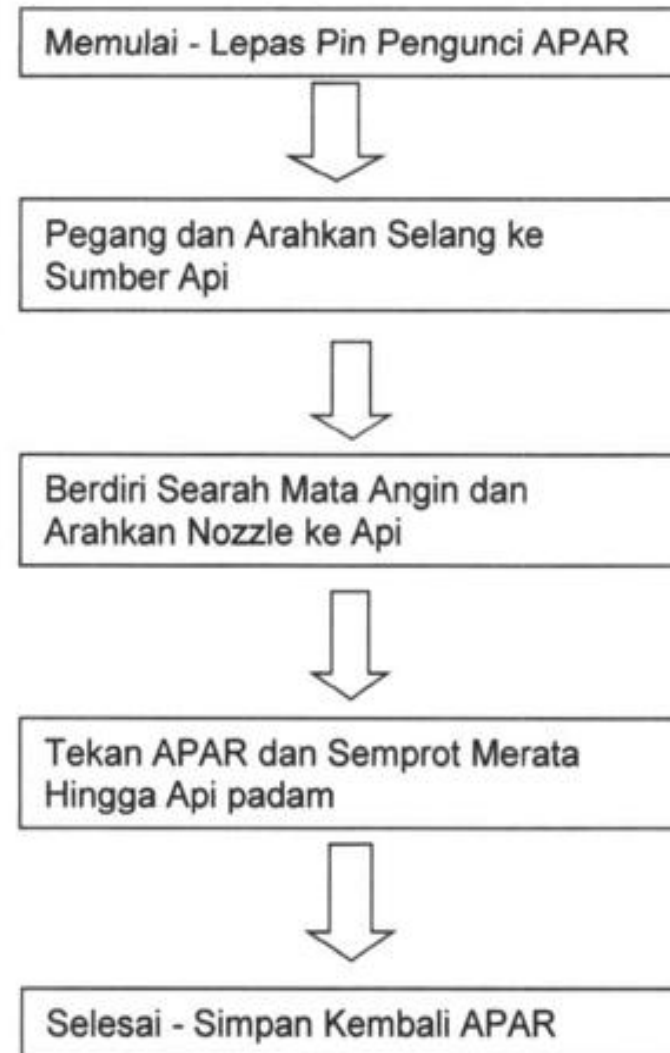 Memulai - Lepas Pin Pengunci APAR
Pegang dan Arahkan Selang ke
Sumber Api
Berdiri Searah Mata Angin dan
Arahkan Nozzle ke Api
Tekan APAR dan Semprot Merata
Hingga Api padam
Selesai - Simpan Kembali APAR